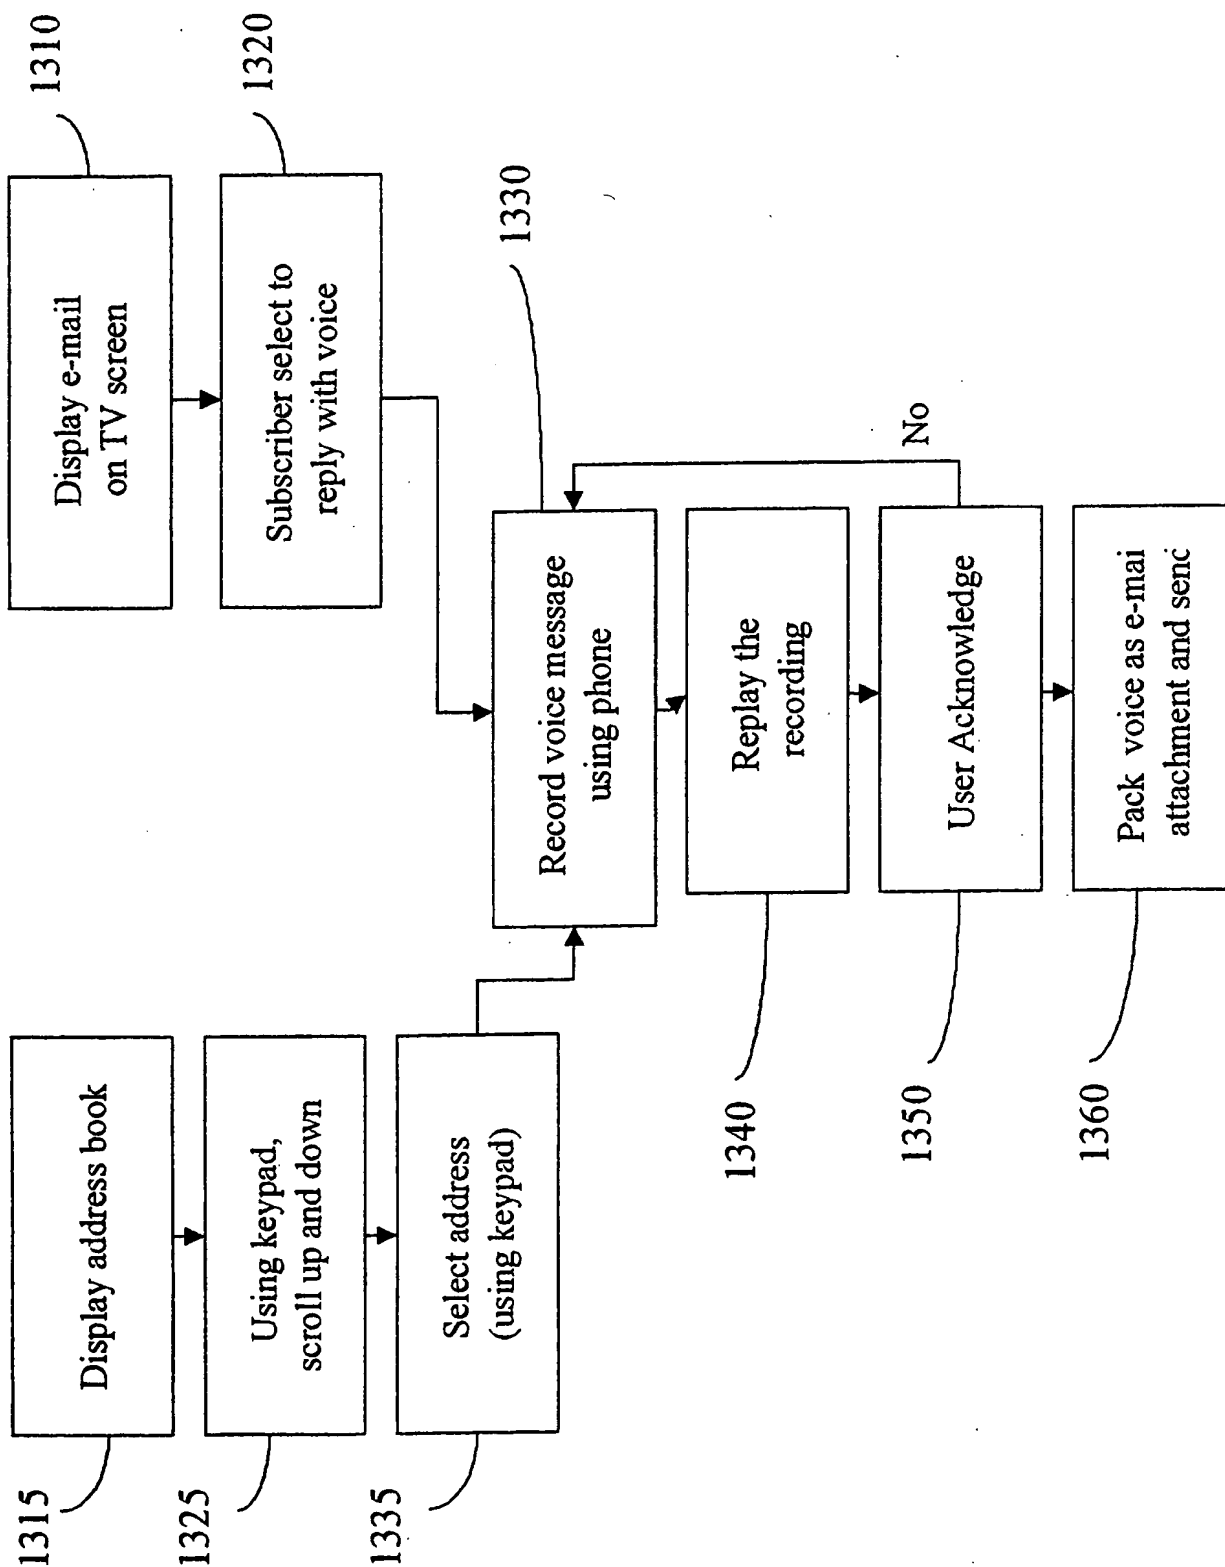 1315
Display address book
1325
Using keypad,
scroll up and down
1335
Select address
(using keypad)
1310
Display e-mail
on TV screen
1320
Subscriber select to
reply with voice
1330
Record voice message
using phone
1340
Replay the
recording
No
1350
User Acknowledge
1360
Pack voice as e-mai
attachment and send